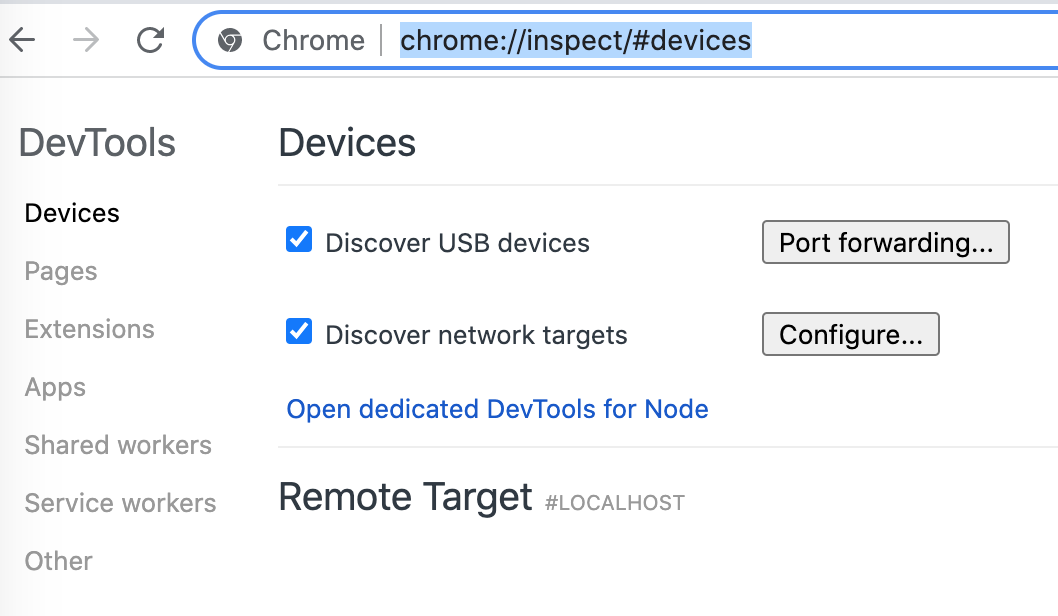 Chrome | chrome://inspect/#devices
DevTools
Devices
Pages
Extensions
Apps
Shared workers
Service workers
Other
Devices
Discover USB devices Port forwarding...
Discover network targets Configure...
Open dedicated DevTools for Node
Remote Target #LOCALHOST